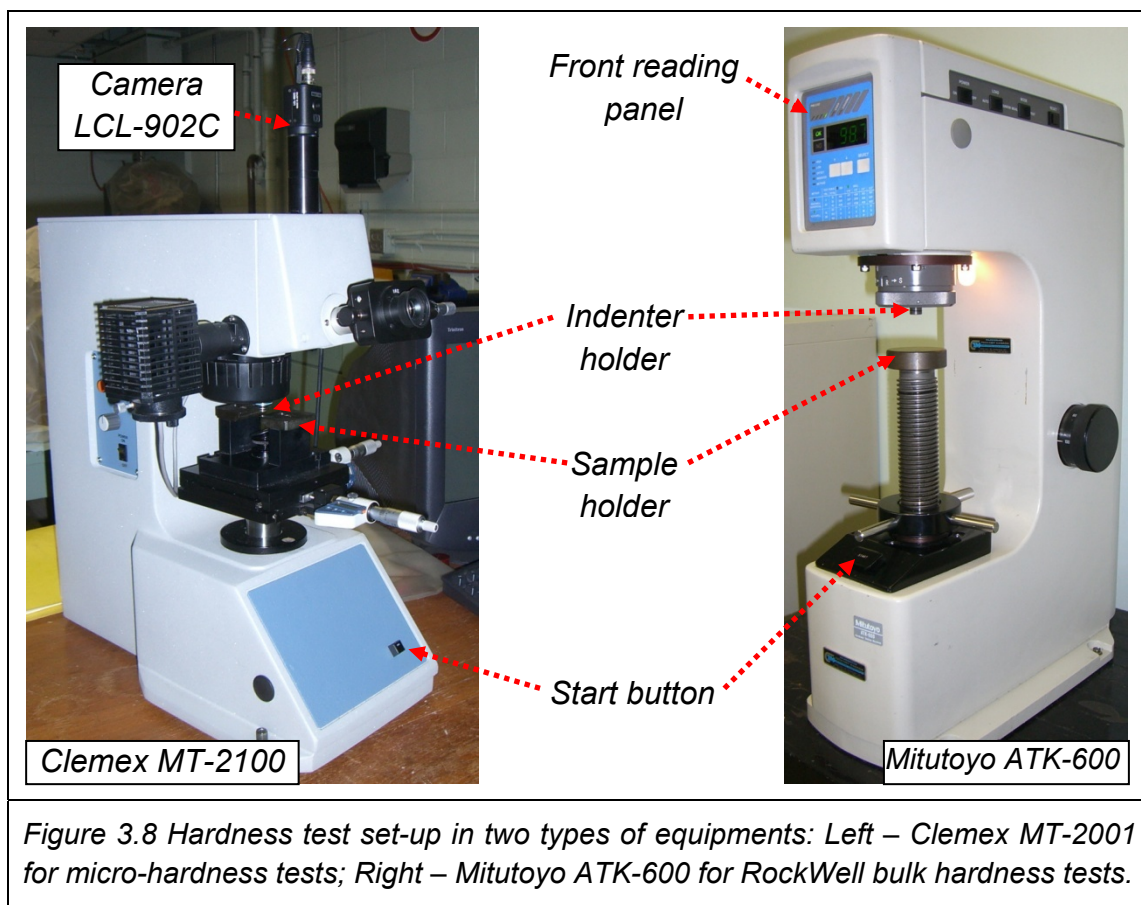 Camera
LCL-902C
Front reading
panel
Indenter
holder
Sample
holder
Start button
Clemex MT-2100
Mitutoyo ATK-600
Mitutoyo
Figure 3.8 Hardness test set-up in two types of equipments: Left – Clemex MT-2001
for micro-hardness tests; Right – Mitutoyo ATK-600 for RockWell bulk hardness tests.